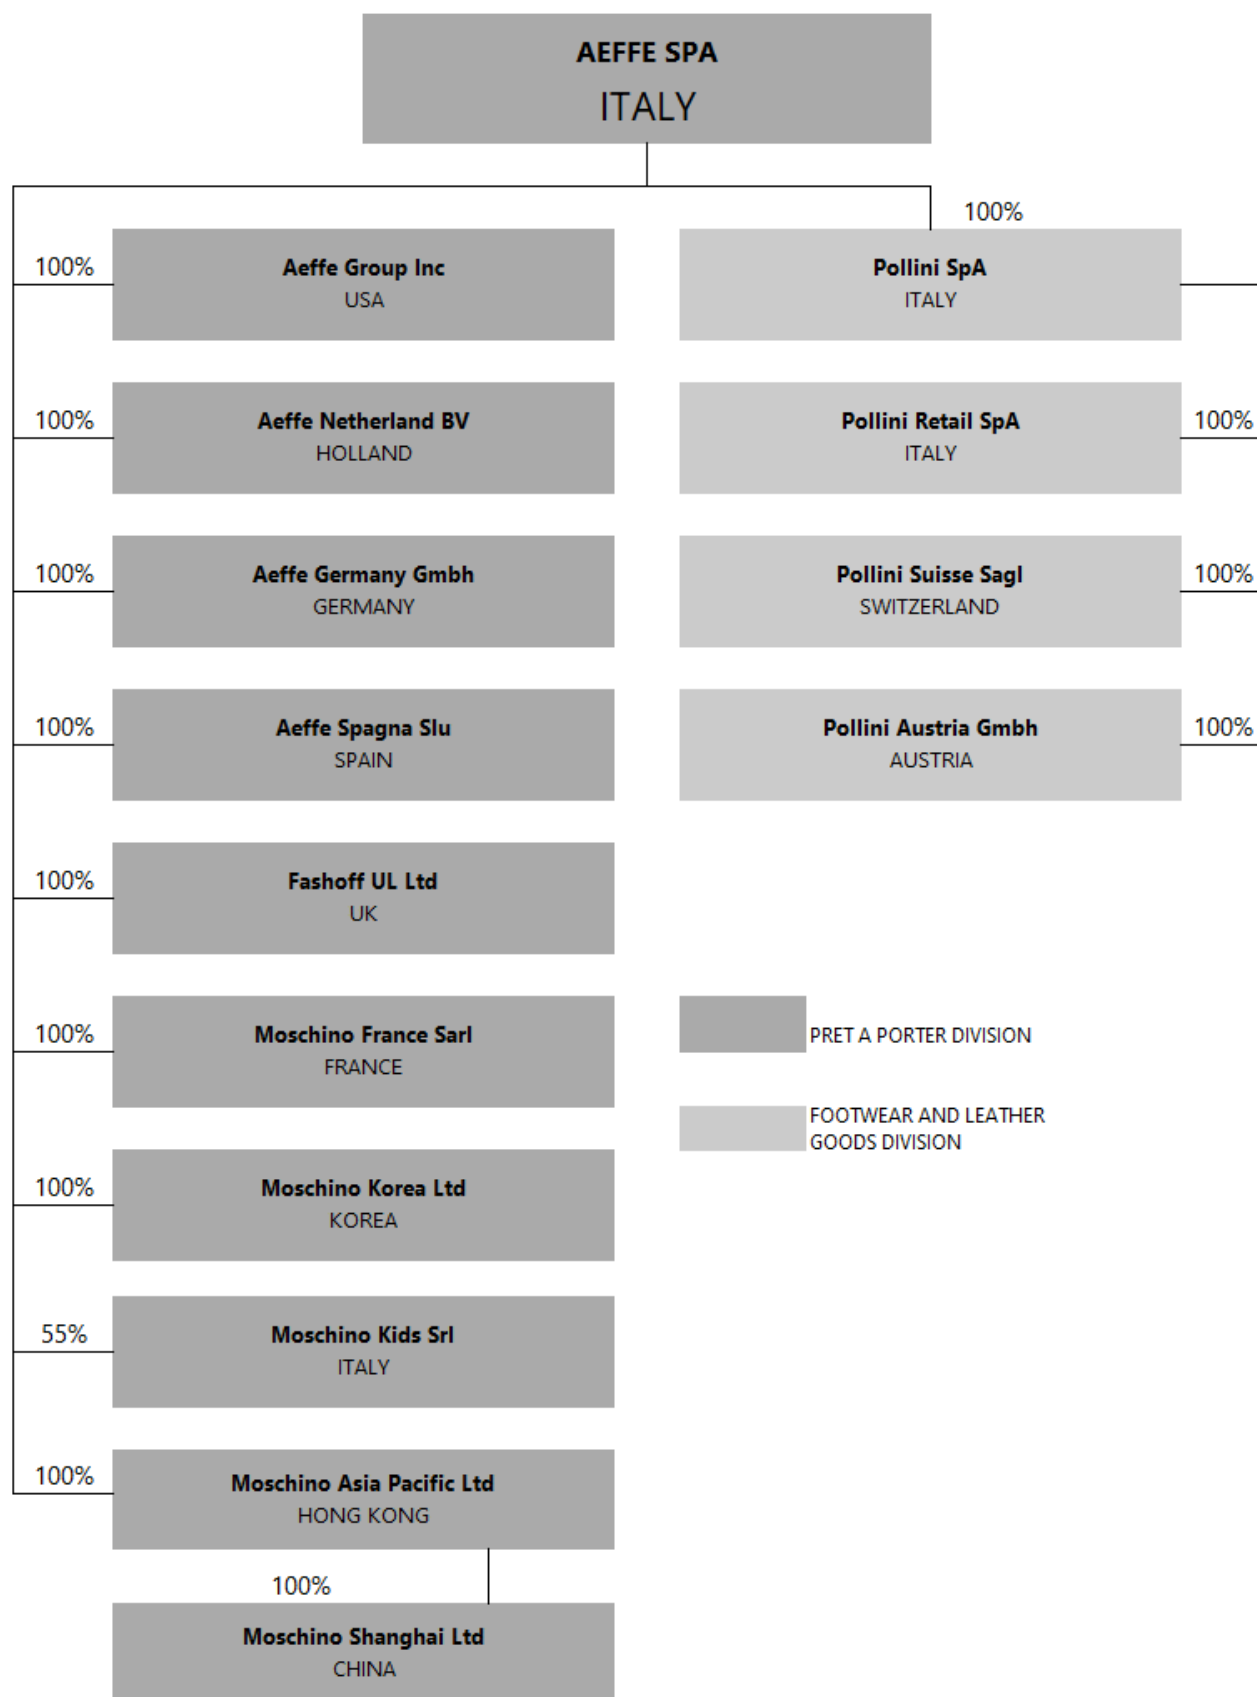 AEFFE SPA
ITALY
100%
100%
Aeffe Group Inc
USA
Pollini SpA
ITALY
100%
Aeffe Netherland BV
HOLLAND
Pollini Retail SpA
ITALY
100%
100%
Aeffe Germany Gmbh
GERMANY
Pollini Suisse Sagl
SWITZERLAND
100%
100%
Aeffe Spagna Slu
SPAIN
Pollini Austria Gmbh
AUSTRIA
100%
100%
Fashoff UL Ltd
UK
100%
Moschino France Sarl
FRANCE
PRET A PORTER DIVISION
FOOTWEAR AND LEATHER
GOODS DIVISION
100%
Moschino Korea Ltd
KOREA
55%
Moschino Kids Srl
ITALY
100%
Moschino Asia Pacific Ltd
HONG KONG
100%
Moschino Shanghai Ltd
CHINA